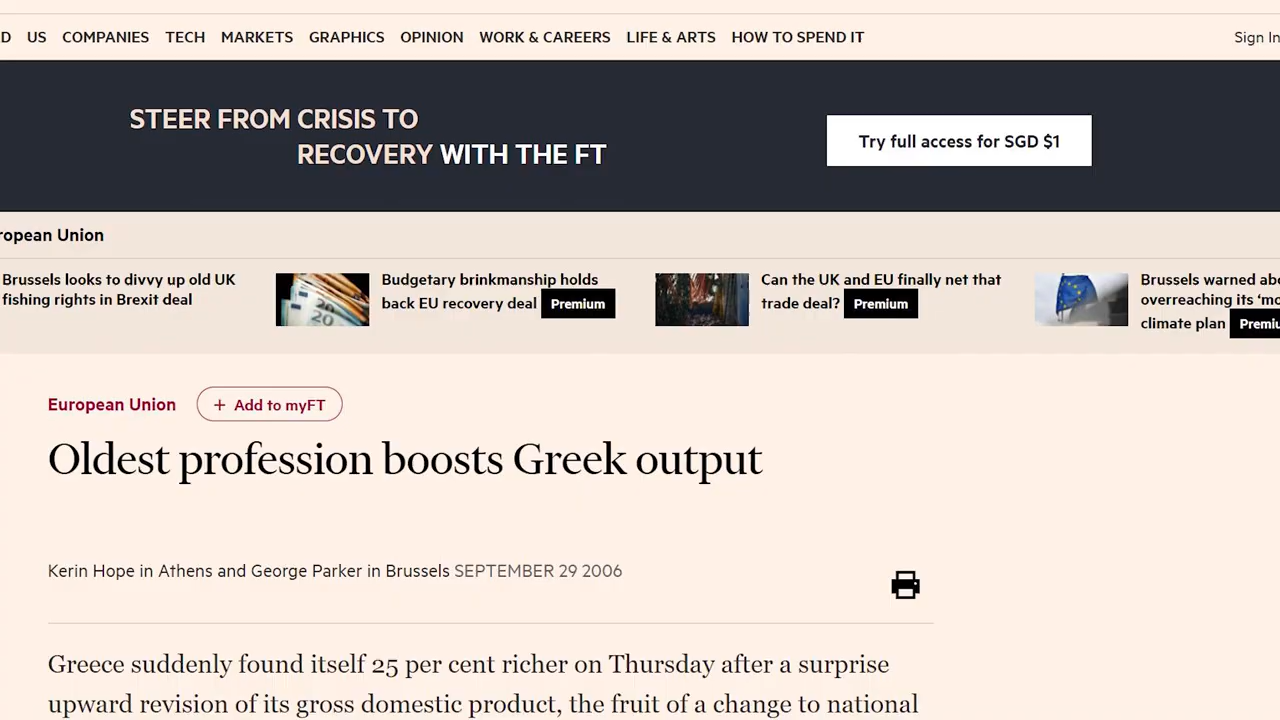 D US COMPANIES TECH MARKETS GRAPHICS OPINION WORK & CAREERS LIFE & ARTS HOW TO SPEND IT Sign In
STEER FROM CRISIS TO
RECOVERY WITH THE FT
Try full access for SGD $1
ropean Union
Brussels looks to divvy up old UK
fishing rights in Brexit deal
20
20
Budgetary brinkmanship holds
back EU recovery deal Premium
Can the UK and EU finally net that
trade deal? Premium
Brussels warned abo
overreaching its ‘mo
climate plan Premiu
European Union + Add to myFT
Oldest profession boosts Greek output
Kerin Hope in Athens and George Parker in Brussels SEPTEMBER 29 2006
Greece suddenly found itself 25 per cent richer on Thursday after a surprise
upward revision of its gross domestic product, the fruit of a change to national